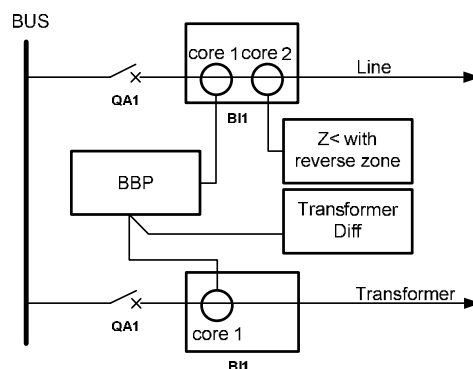 BUS
core 1 core 2
Line
QA1
BI1
Z< with
reverse zone
BBP
Transformer
Diff
Transformer
QA1
core 1
BI1